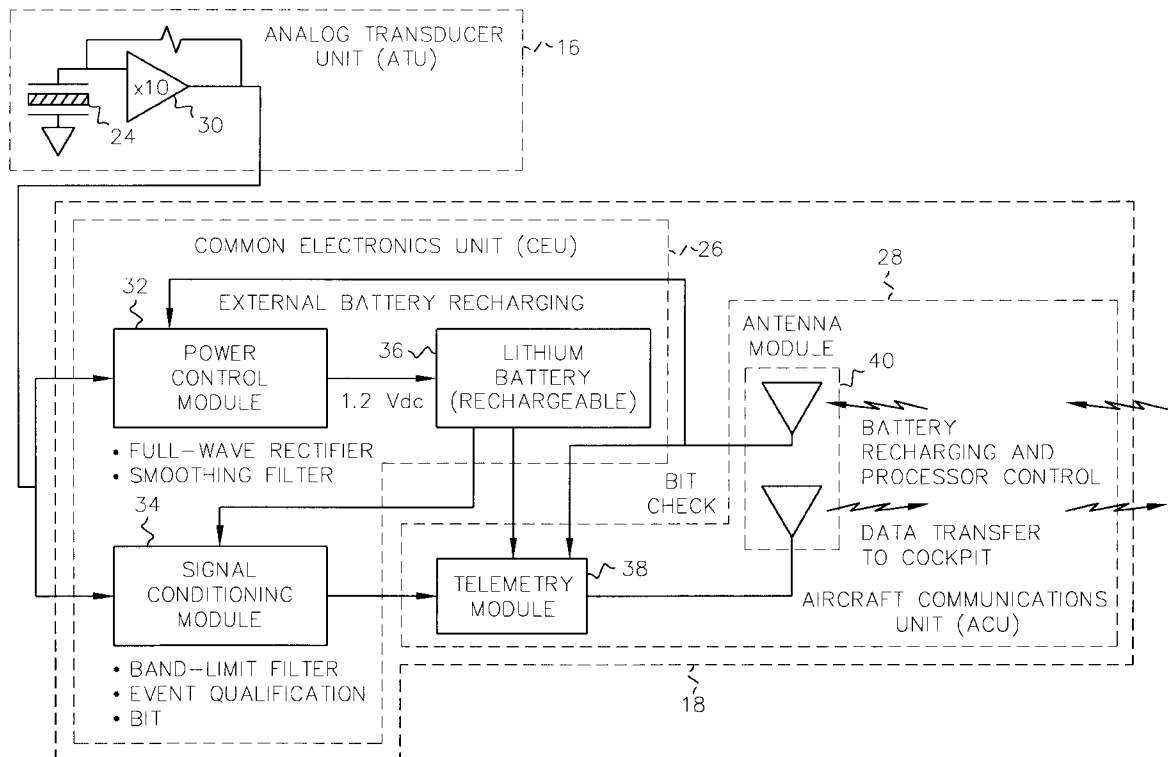 ANALOG TRANSDUCER
UNIT (ATU)
16
x10
24
30
COMMON ELECTRONICS UNIT (CEU)
26
28
32
EXTERNAL BATTERY RECHARGING
POWER
CONTROL
MODULE
36
LITHIUM
BATTERY
(RECHARGEABLE)
1.2 Vdc
ANTENNA
MODULE
40
• FULL-WAVE RECTIFIER
• SMOOTHING FILTER
BATTERY
RECHARGING AND
PROCESSOR CONTROL
BIT
CHECK
34
SIGNAL
CONDITIONING
MODULE
TELEMETRY
MODULE
38
DATA TRANSFER
TO COCKPIT
AIRCRAFT COMMUNICATIONS
UNIT (ACU)
• BAND-LIMIT FILTER
• EVENT QUALIFICATION
• BIT
18